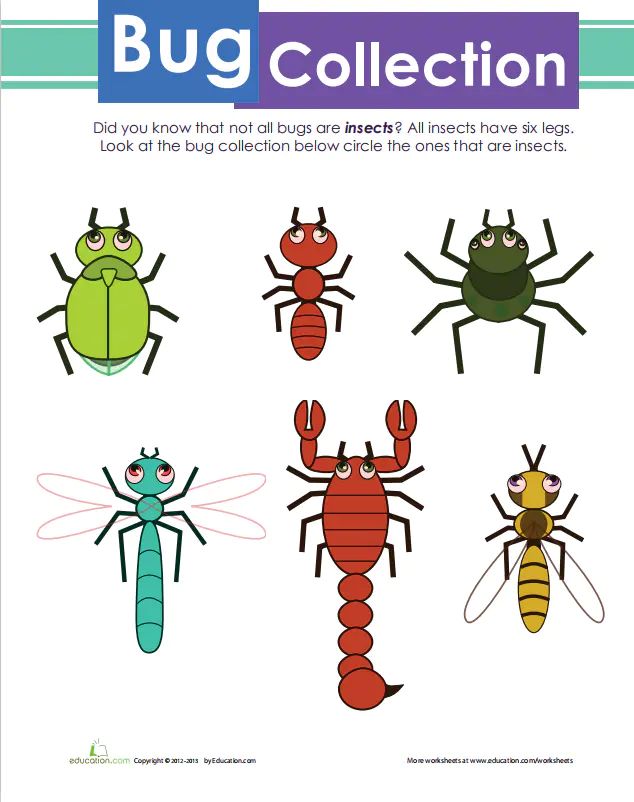 Bug Collection
Did you know that not all bugs are insects? All insects have six legs.
Look at the bug collection below circle the ones that are insects.
education.com Copyright © 2012-2013 by Education.com
More worksheets at www.education.com/worksheets